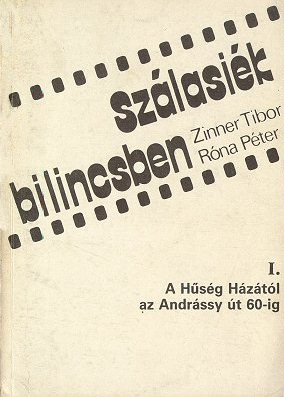 Szálasiék
bilincsben
Zinner Tibor
Róna Péter
I.
A Hűség Házától
az Andrássy út 60-ig